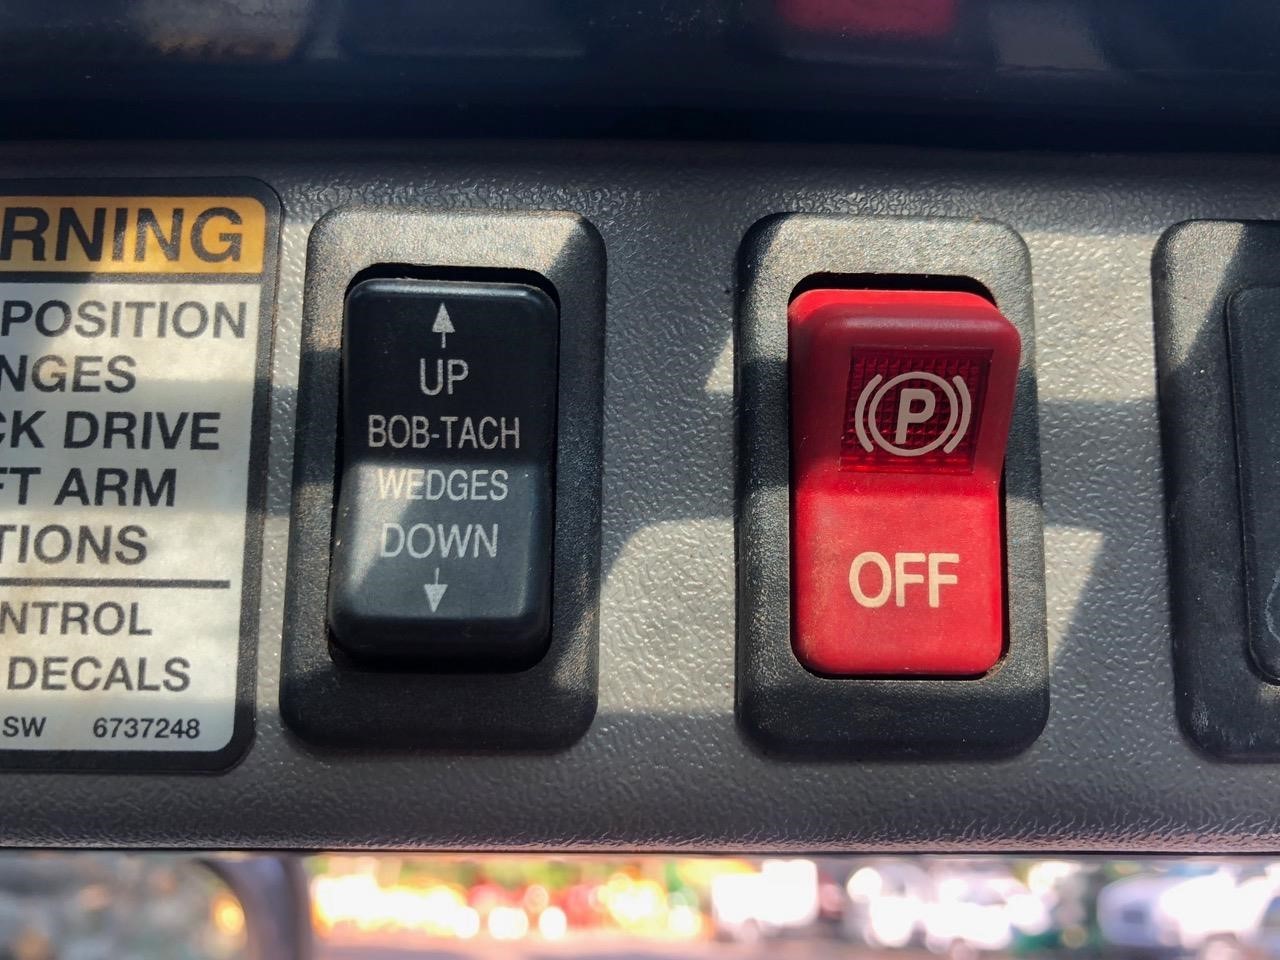 RNING
POSITION
NGES
CK DRIVE
FT ARM
TIONS
NTROL
DECALS
SW 6737248
UP
BOB-TACH
WEDGES
DOWN
P
OFF